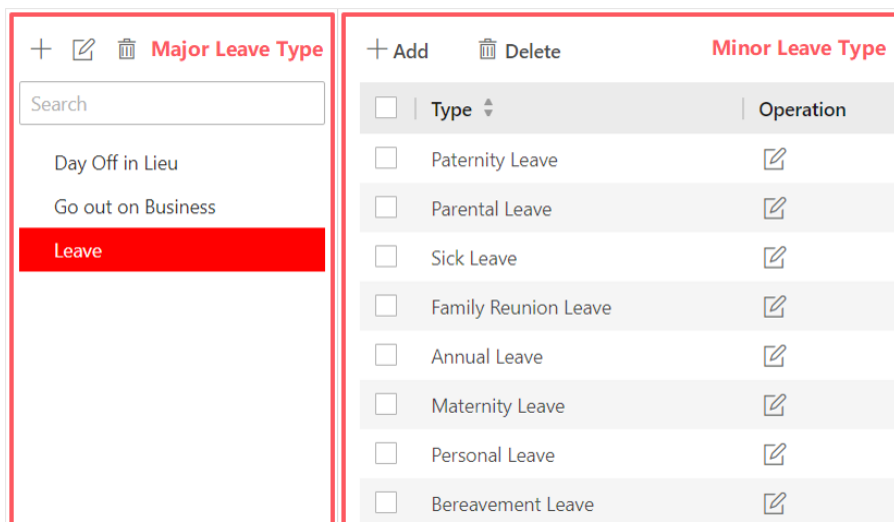 Major Leave Type
Search
Day Off in Lieu
Go out on Business
Leave
Add Delete Minor Leave Type
Type Operation
Paternity Leave
Parental Leave
Sick Leave
Family Reunion Leave
Annual Leave
Maternity Leave
Personal Leave
Bereavement Leave